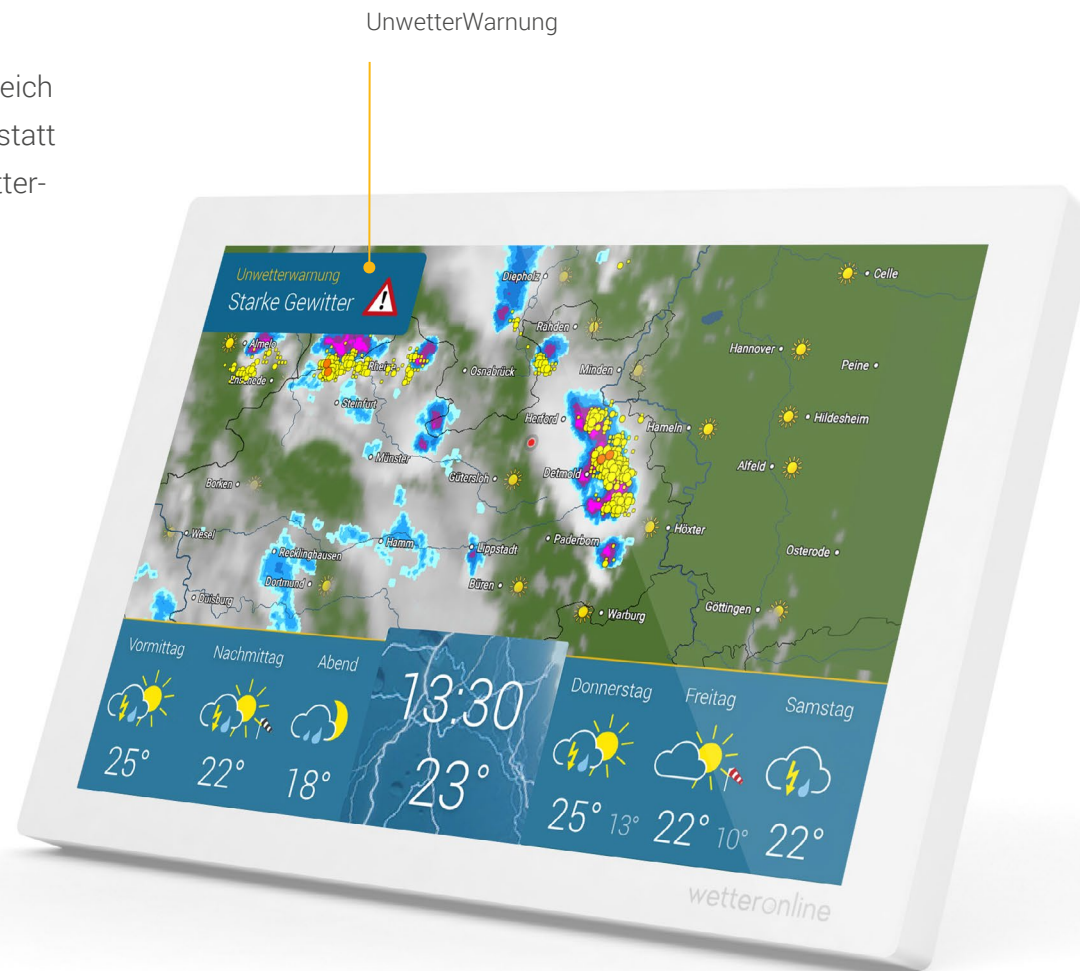 UnwetterWarnung
eich
statt
tter-
Unwetterwarnung
Starke Gewitter
Diepholz
Celle
Rahden
Almelo
Rheine
Hannover
Peine
Enschede
Osnabrück
Minden
Steinfurt
Herford
Hameln
Hildesheim
Münster
Gütersloh
Detmold
Alfeld
Borken
Höxter
Wesel
Recklinghausen
Hamm
Lippstadt
Paderborn
Osterode
Dortmund
Büren
Duisburg
Warburg
Göttingen
Vormittag Nachmittag Abend
25° 22° 18°
13:30
23°
Donnerstag Freitag Samstag
25° 13° 22° 10° 22°
wetteronline